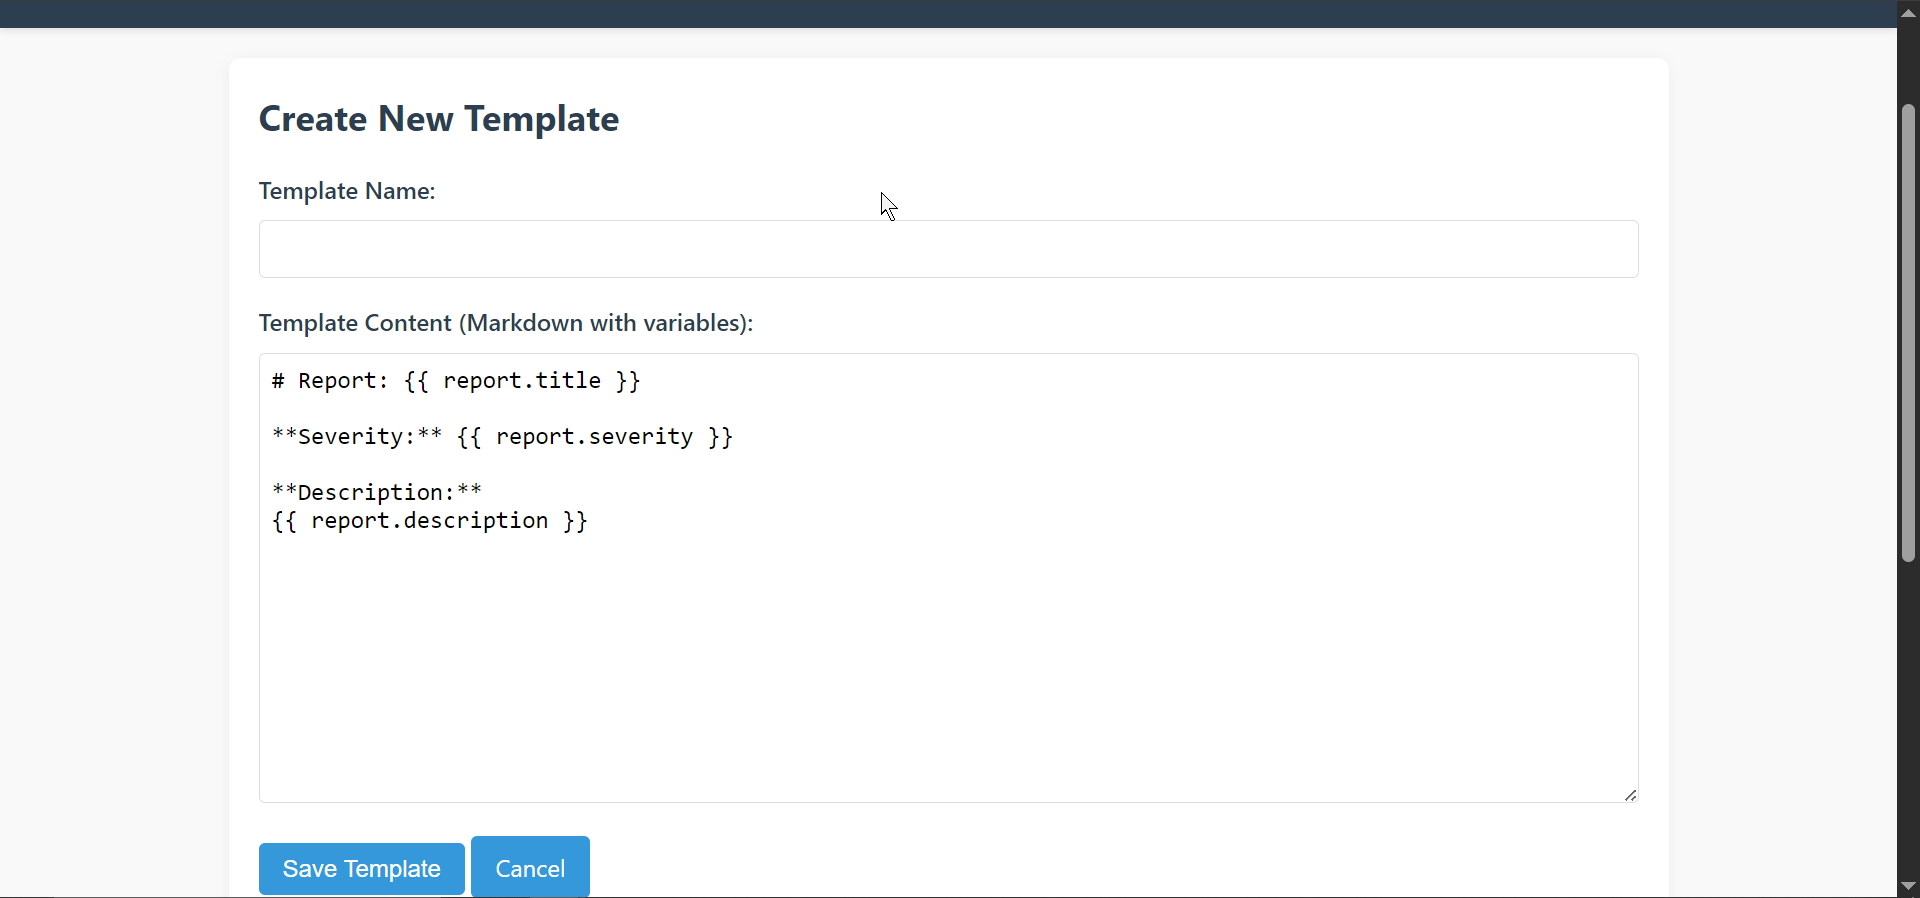 Create New Template
Template Name:
Template Content (Markdown with variables):
# Report: {{ report.title }}
**Severity:** {{ report.severity }}
**Description:**
{{ report.description }}
Save Template
Cancel